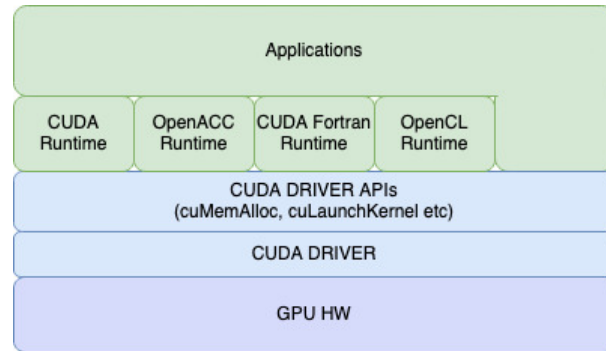 Applications
CUDA OpenACC CUDA Fortran OpenCL
Runtime Runtime Runtime Runtime
CUDA DRIVER APIs
(cuMemAlloc, cuLaunchKernel etc)
CUDA DRIVER
GPU HW